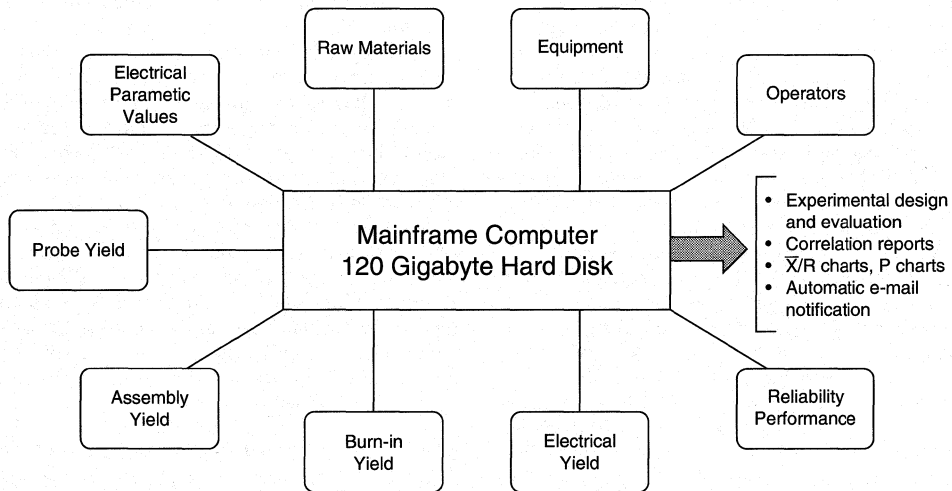 Raw Materials
Equipment
Electrical
Parametic
Values
Operators
Probe Yield
Mainframe Computer
120 Gigabyte Hard Disk
• Experimental design
and evaluation
• Correlation reports
• X̅/R charts, P charts
• Automatic e-mail
notification
Assembly
Yield
Burn-in
Yield
Electrical
Yield
Reliability
Performance